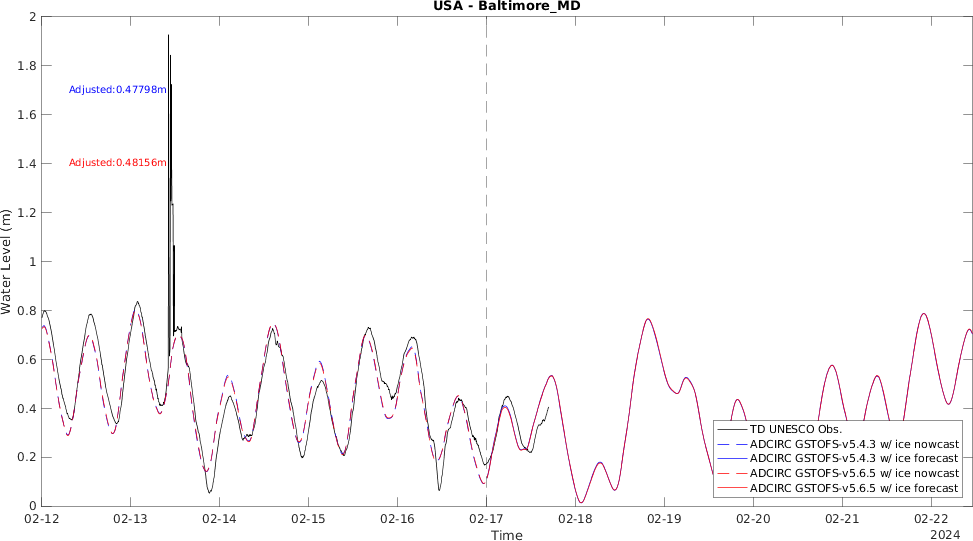 USA - Baltimore_MD
2
1.8
1.6
1.4
1.2
1
0.8
0.6
0.4
0.2
0
Water Level (m)
Adjusted:0.47798m
Adjusted:0.48156m
TD UNESCO Obs.
ADCIRC GSTOFS-v5.4.3 w/ ice nowcast
ADCIRC GSTOFS-v5.4.3 w/ ice forecast
ADCIRC GSTOFS-v5.6.5 w/ ice nowcast
ADCIRC GSTOFS-v5.6.5 w/ ice forecast
02-12 02-13 02-14 02-15 02-16 02-17 02-18 02-19 02-20 02-21 02-22
Time
2024